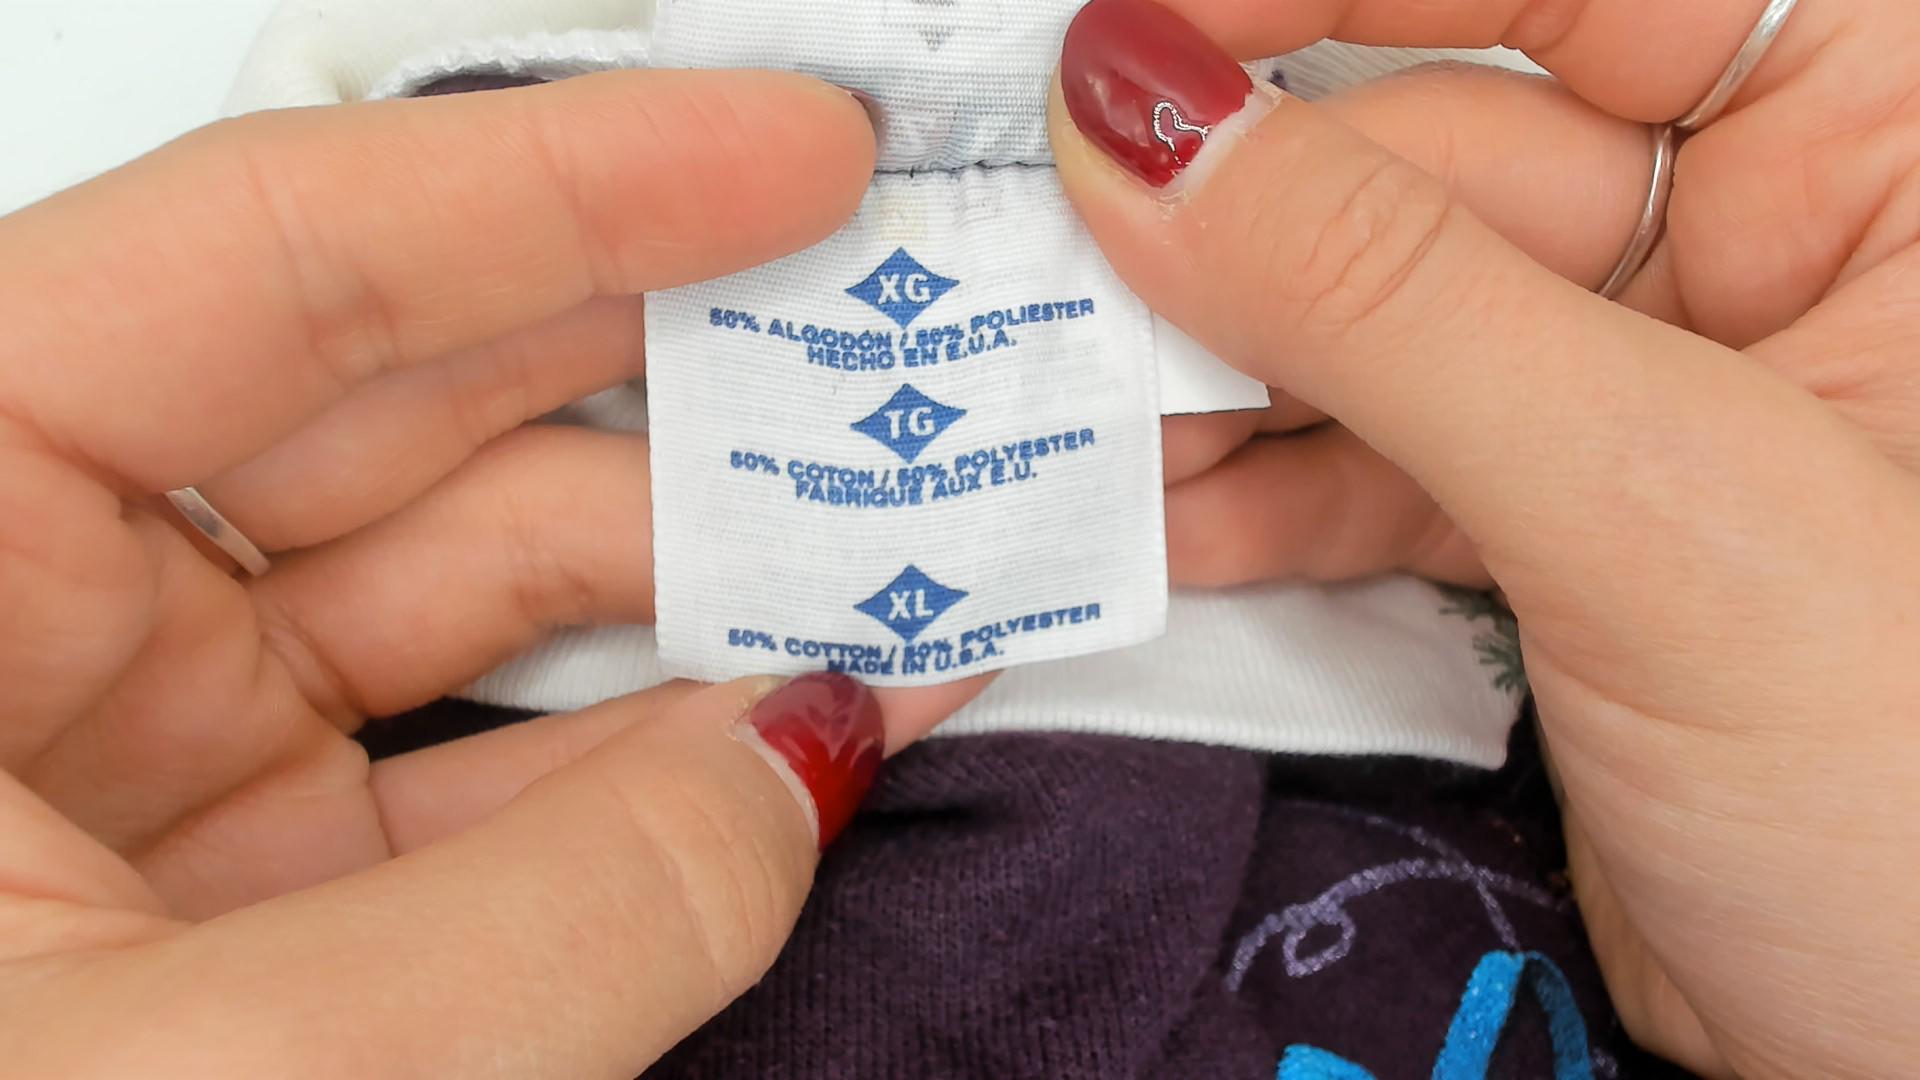 XG
50% ALGODÓN / 50% POLIESTER
HECHO EN E.U.A.
TG
50% COTON / 50% POLYESTER
FABRIQUE AUX E.U.
XL
50% COTTON / 50% POLYESTER
MADE IN U.S.A.